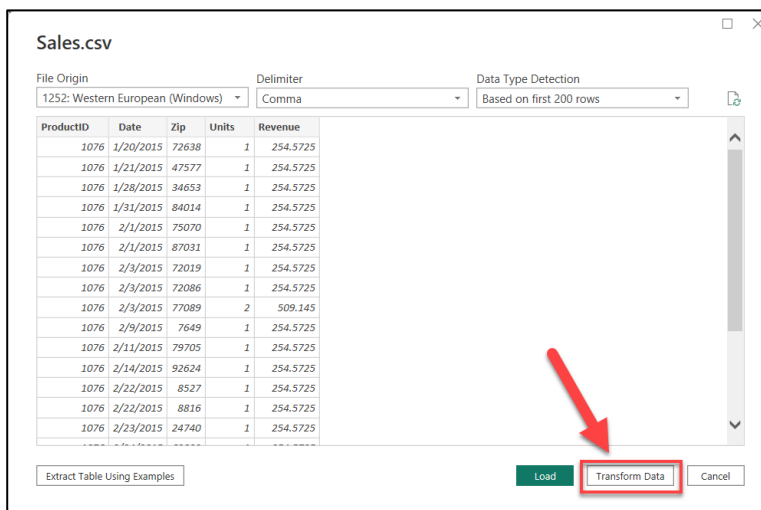 Sales.csv
File Origin Delimiter Data Type Detection
1252: Western European (Windows) Comma Based on first 200 rows
ProductID Date Zip Units Revenue
1076 1/20/2015 72638 1 254.5725
1076 1/21/2015 47577 1 254.5725
1076 1/28/2015 34653 1 254.5725
1076 1/31/2015 84014 1 254.5725
1076 2/1/2015 75070 1 254.5725
1076 2/1/2015 87031 1 254.5725
1076 2/3/2015 72019 1 254.5725
1076 2/3/2015 72086 1 254.5725
1076 2/3/2015 77089 2 509.145
1076 2/9/2015 7649 1 254.5725
1076 2/11/2015 79705 1 254.5725
1076 2/14/2015 92624 1 254.5725
1076 2/22/2015 8527 1 254.5725
1076 2/22/2015 8816 1 254.5725
1076 2/23/2015 24740 1 254.5725
Extract Table Using Examples Load Transform Data Cancel